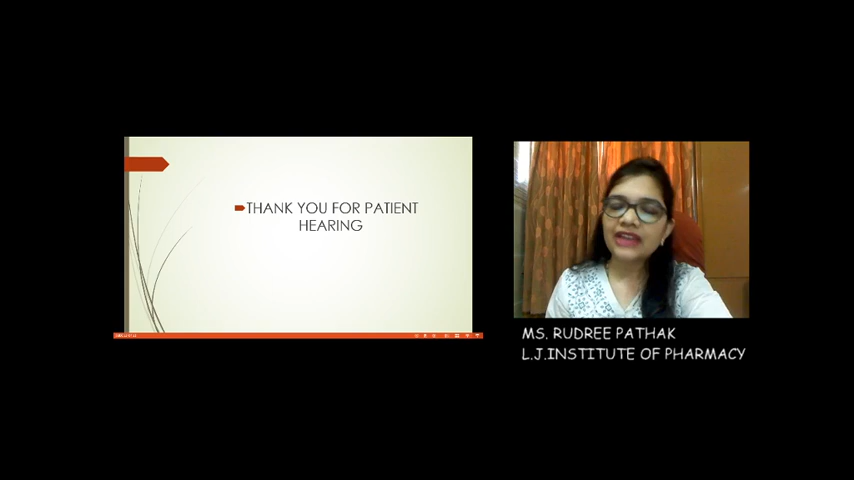 THANK YOU FOR PATIENT
HEARING
MS. RUDREE PATHAK
L.J.INSTITUTE OF PHARMACY